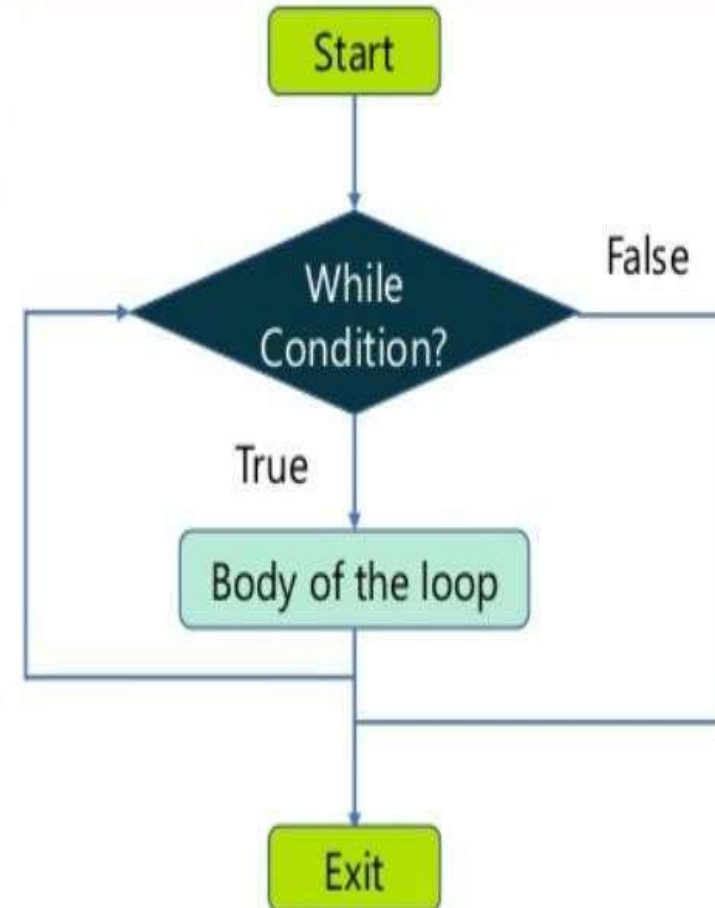 Start
While
Condition?
False
True
Body of the loop
Exit